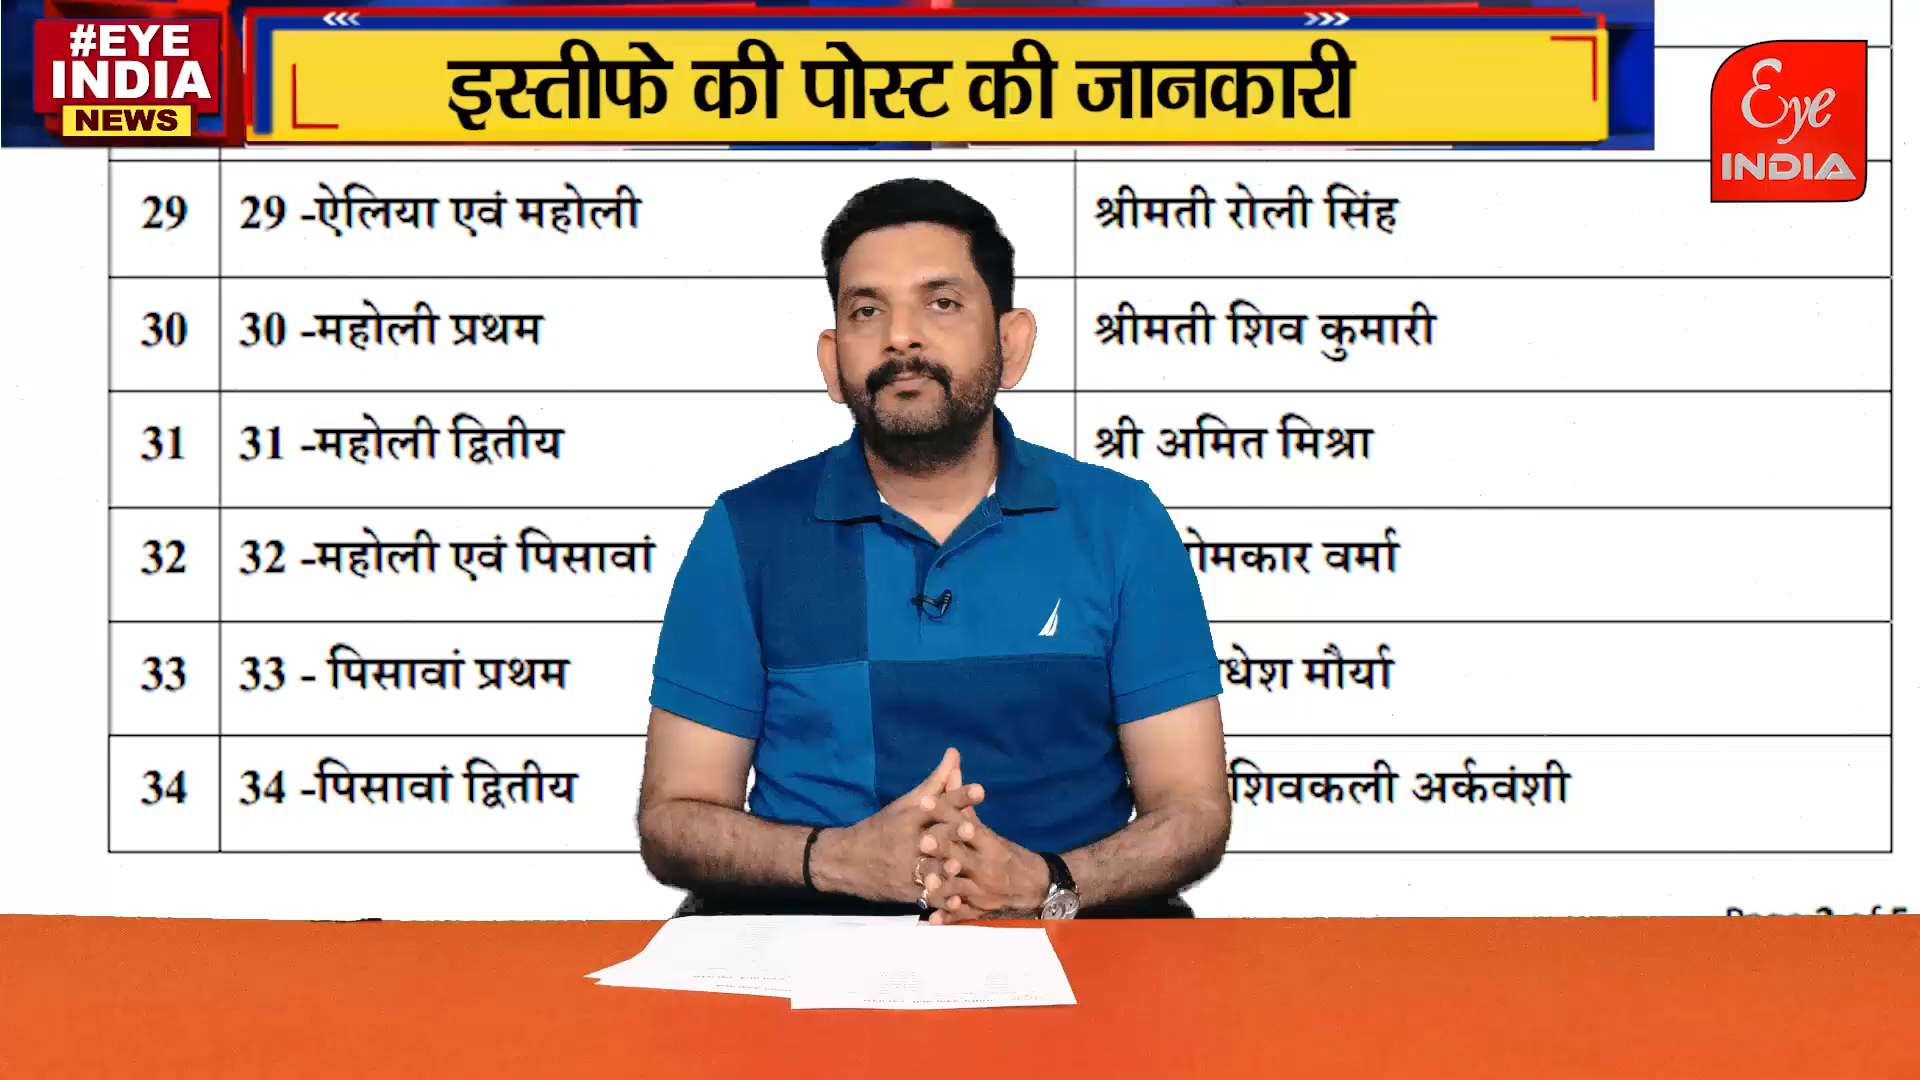 #EYE
INDIA
NEWS
इस्तीफे की पोस्ट की जानकारी
Eye
INDIA
29 29 -ऐलिया एवं महोली श्रीमती रोली सिंह
30 30 -महोली प्रथम श्रीमती शिव कुमारी
31 31 -महोली द्वितीय श्री अमित मिश्रा
32 32 -महोली एवं पिसावां वर्मा
33 33 - पिसावां प्रथम मौर्या
34 34 -पिसावां द्वितीय शिवकली अर्कवंशी